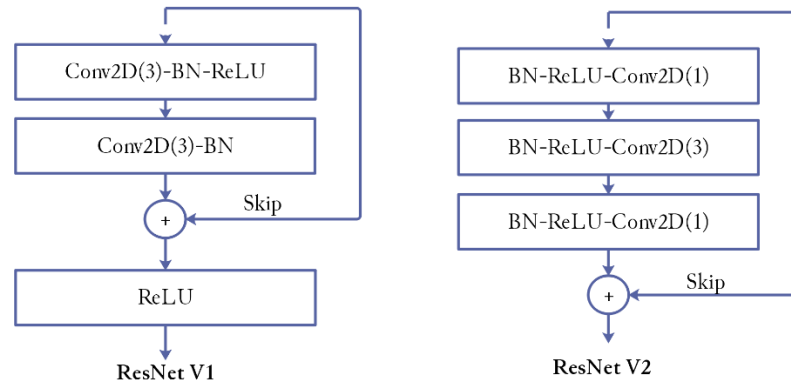 Conv2D(3)-BN-ReLU
Conv2D(3)-BN
+
Skip
ReLU
ResNet V1
BN-ReLU-Conv2D(1)
BN-ReLU-Conv2D(3)
BN-ReLU-Conv2D(1)
+
Skip
ResNet V2